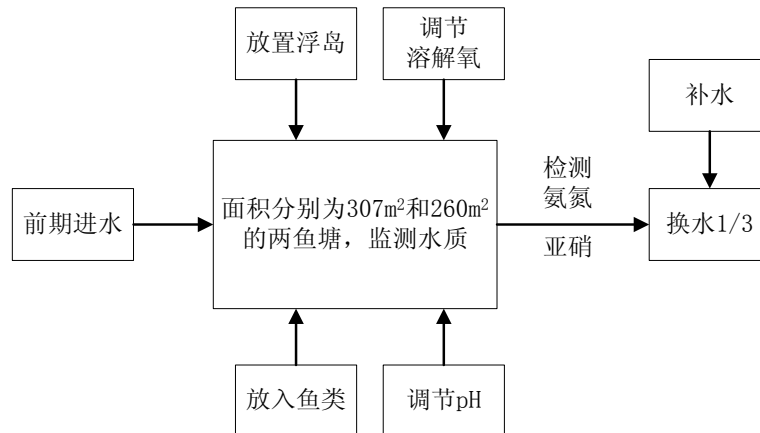 放置浮岛
调节
溶解氧
补水
前期进水
面积分别为307m²和260m²
的两鱼塘，监测水质
检测
氨氮
亚硝
换水1/3
放入鱼类
调节pH